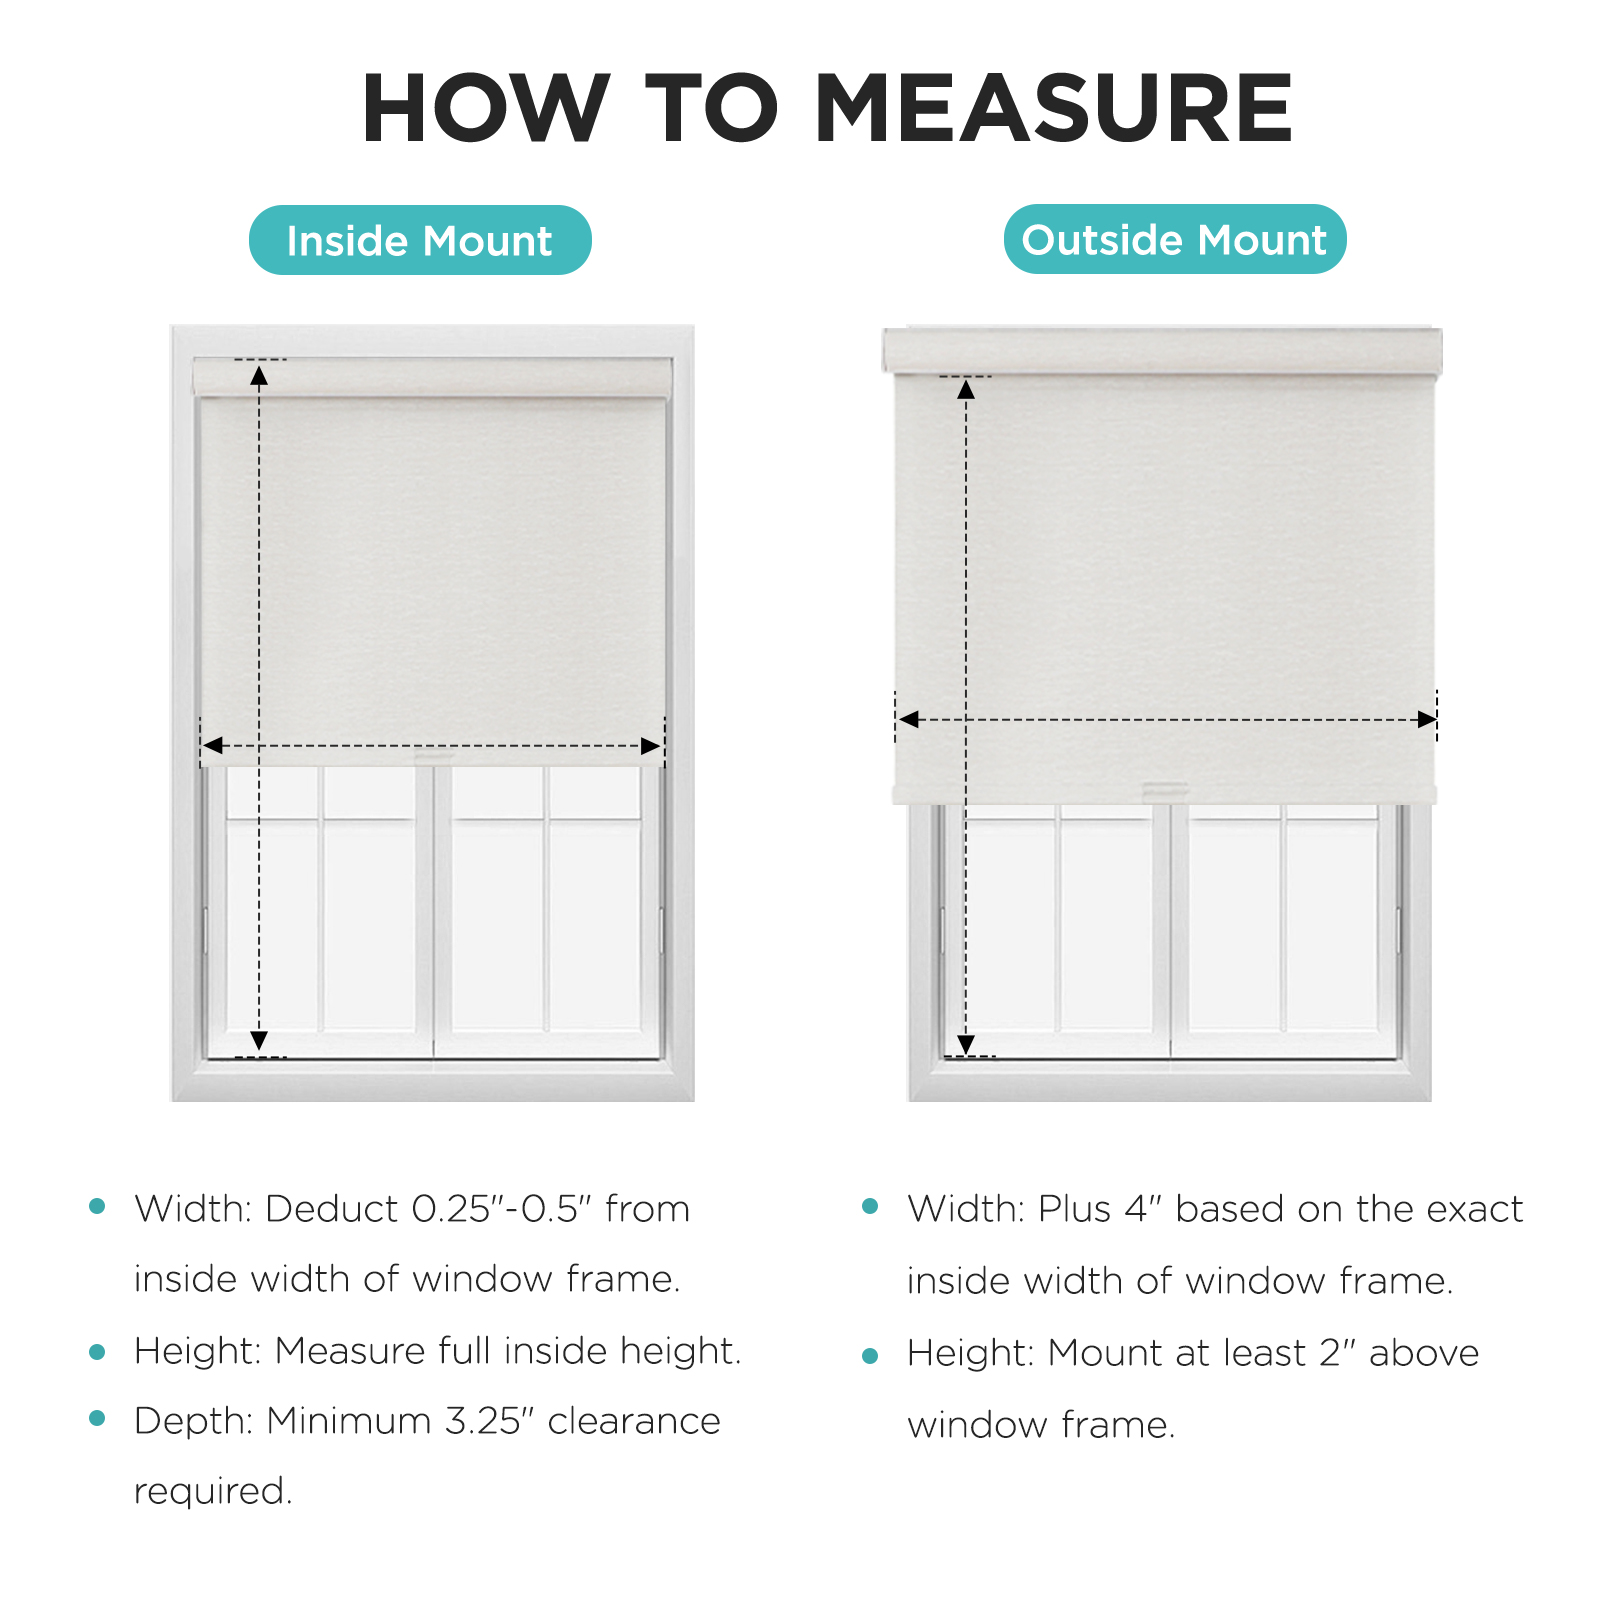 HOW TO MEASURE
Inside Mount
Outside Mount
Width: Deduct 0.25"-0.5" from
inside width of window frame.
Height: Measure full inside height.
Depth: Minimum 3.25" clearance
required.
Width: Plus 4" based on the exact
inside width of window frame.
Height: Mount at least 2" above
window frame.